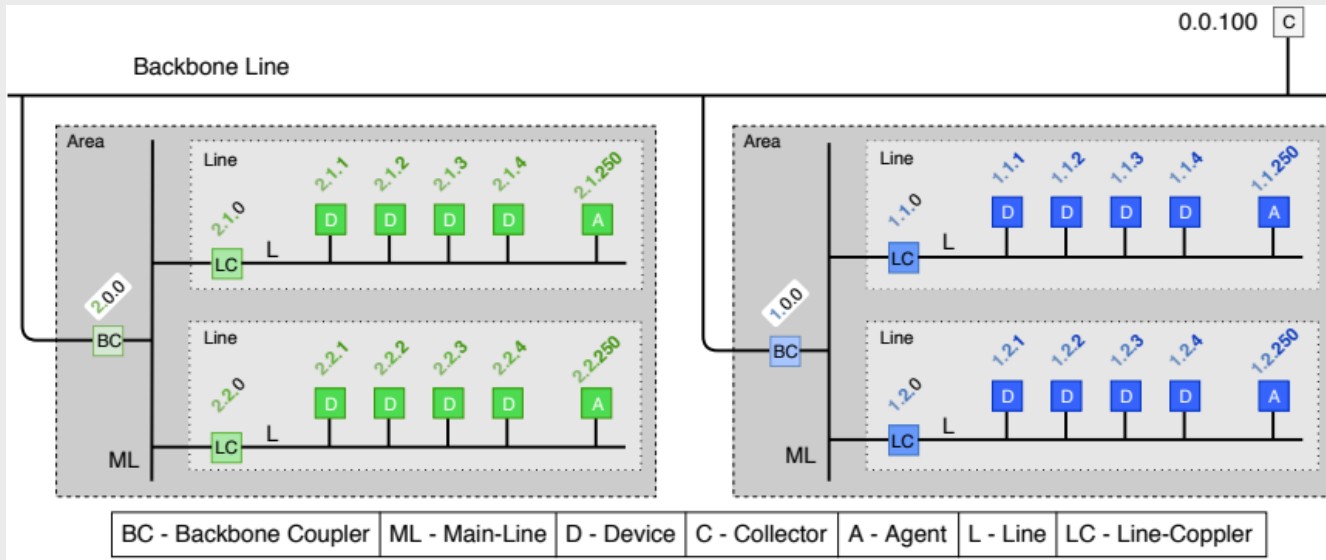 0.0.100 C
Backbone Line
Area
Line
2.1.1 2.1.2 2.1.3 2.1.4 2.1.250
2.1.0
D D D D A
L
LC
2.0.0
BC
Line
2.2.1 2.2.2 2.2.3 2.2.4 2.2.250
2.2.0
D D D D A
L
LC
ML
Area
Line
1.1.1 1.1.2 1.1.3 1.1.4 1.1.250
1.1.0
D D D D A
L
LC
1.0.0
BC
Line
1.2.1 1.2.2 1.2.3 1.2.4 1.2.250
1.2.0
D D D D A
L
LC
ML
BC - Backbone Coupler ML - Main-Line D - Device C - Collector A - Agent L - Line LC - Line-Coppler